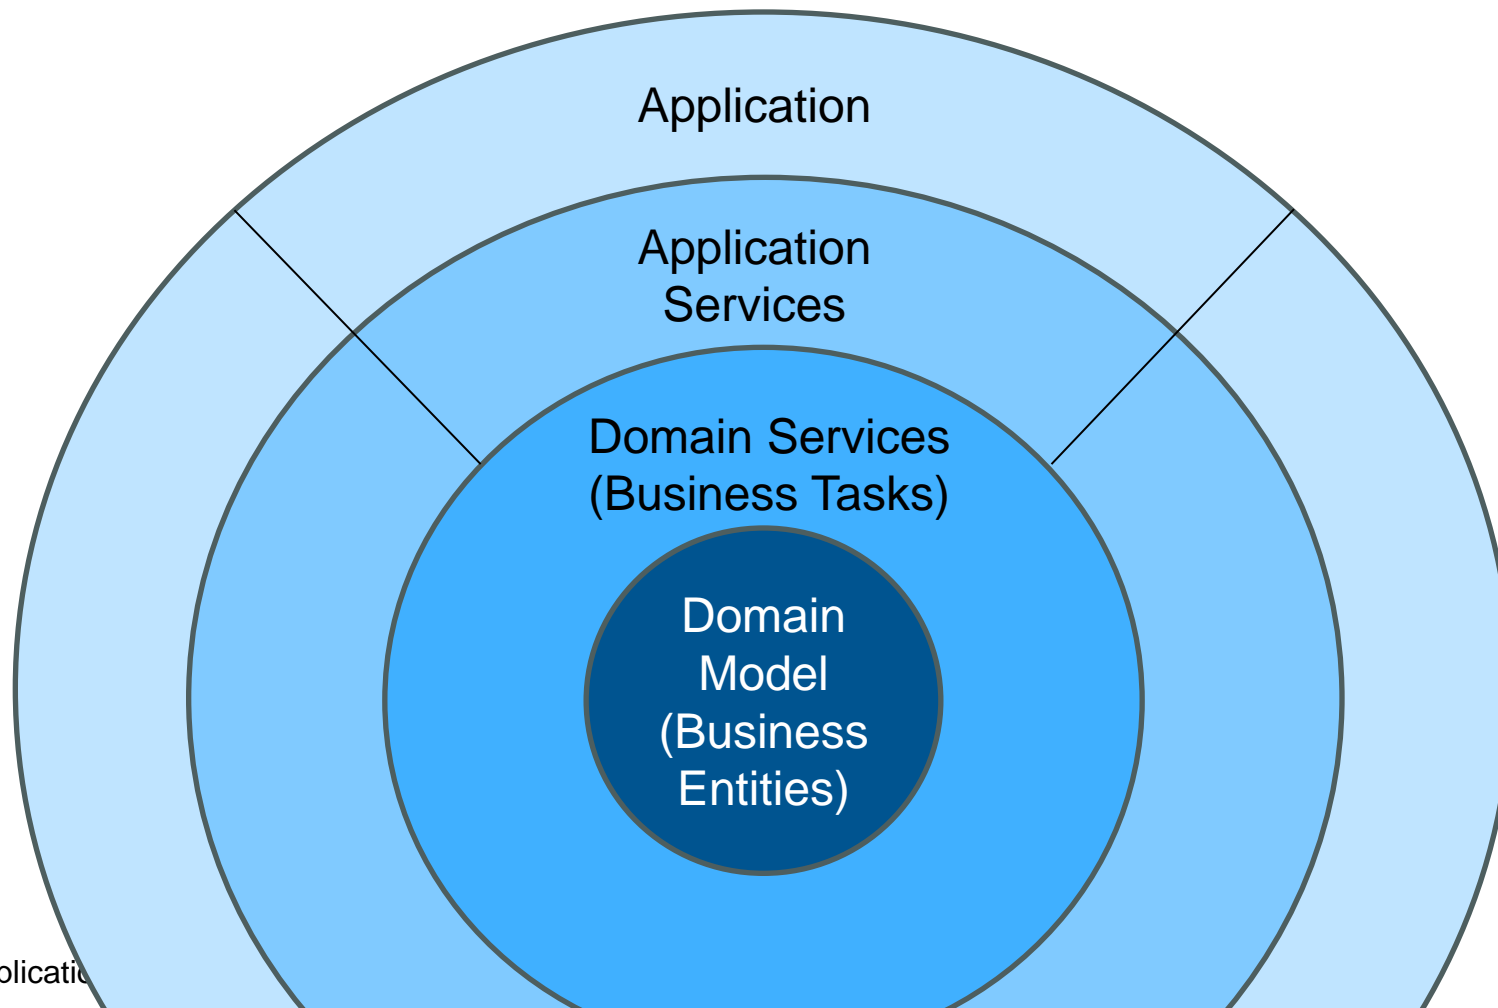 Application
Application
Services
Domain Services
(Business Tasks)
Domain
Model
(Business
Entities)